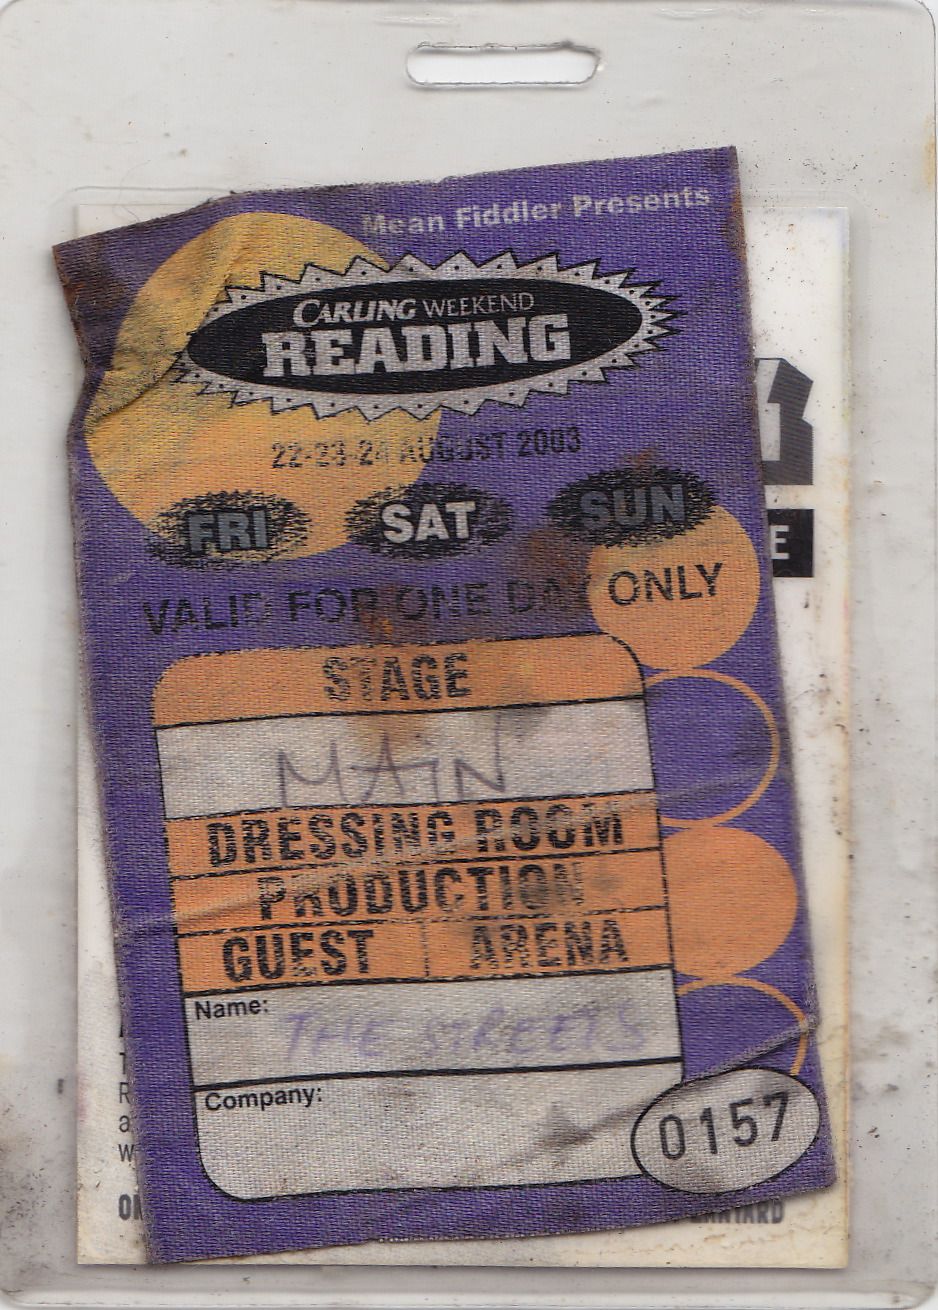 Mean Fiddler Presents
CARLING WEEKEND
READING
22-23-24 AUGUST 2003
FRI SAT SUN
VALID FOR ONE DAY ONLY
STAGE
MAIN
DRESSING ROOM
PRODUCTION
GUEST ARENA
Name: THE STREETS
Company:
0157